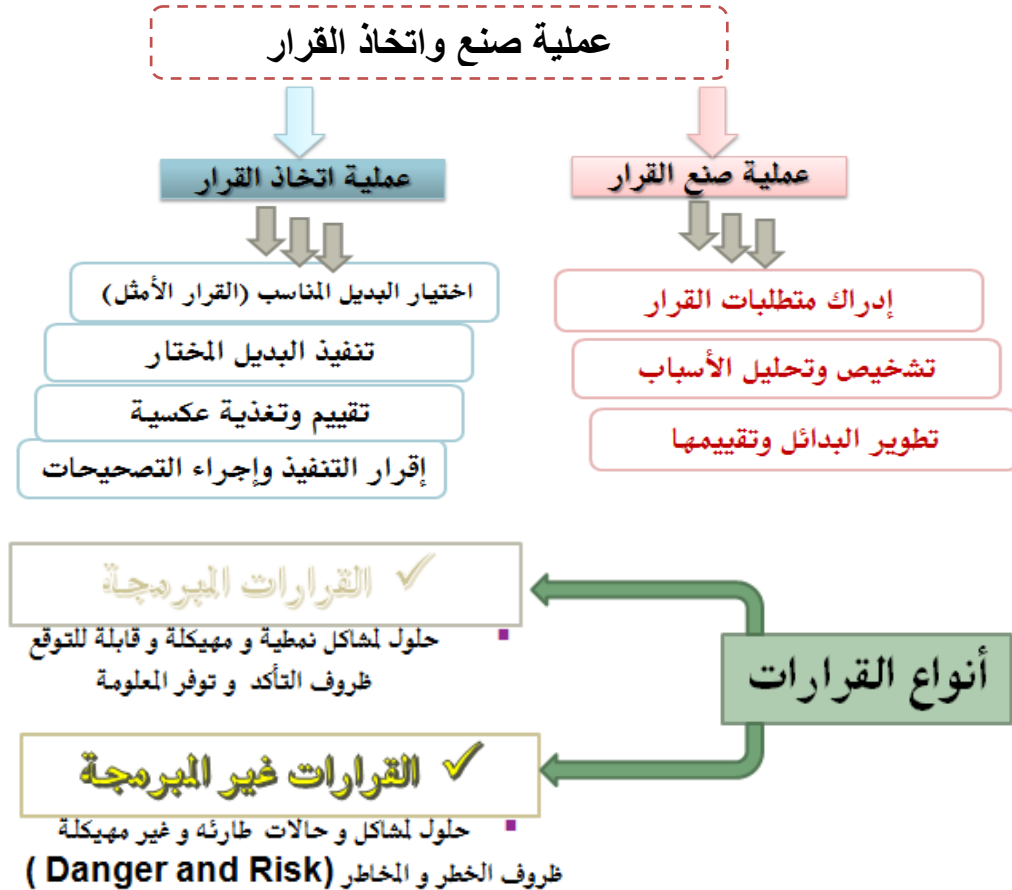 عملية صنع واتخاذ القرار
عملية صنع القرار
إدراك متطلبات القرار
تشخيص وتحليل الأسباب
تطوير البدائل وتقييمها
عملية اتخاذ القرار
اختيار البديل المناسب (القرار الأمثل)
تنفيذ البديل المختار
تقييم وتغذية عكسية
إقرار التنفيذ وإجراء التصحيحات
أنواع القرارات
✓ القرارات المبرمجة
▪ حلول لمشاكل نمطية و مهيكلة و قابلة للتوقع
ظروف التأكد و توفر المعلومة
✓ القرارات غير المبرمجة
▪ حلول لمشاكل و حالات طارئه و غير مهيكلة
ظروف الخطر و المخاطر (Danger and Risk )